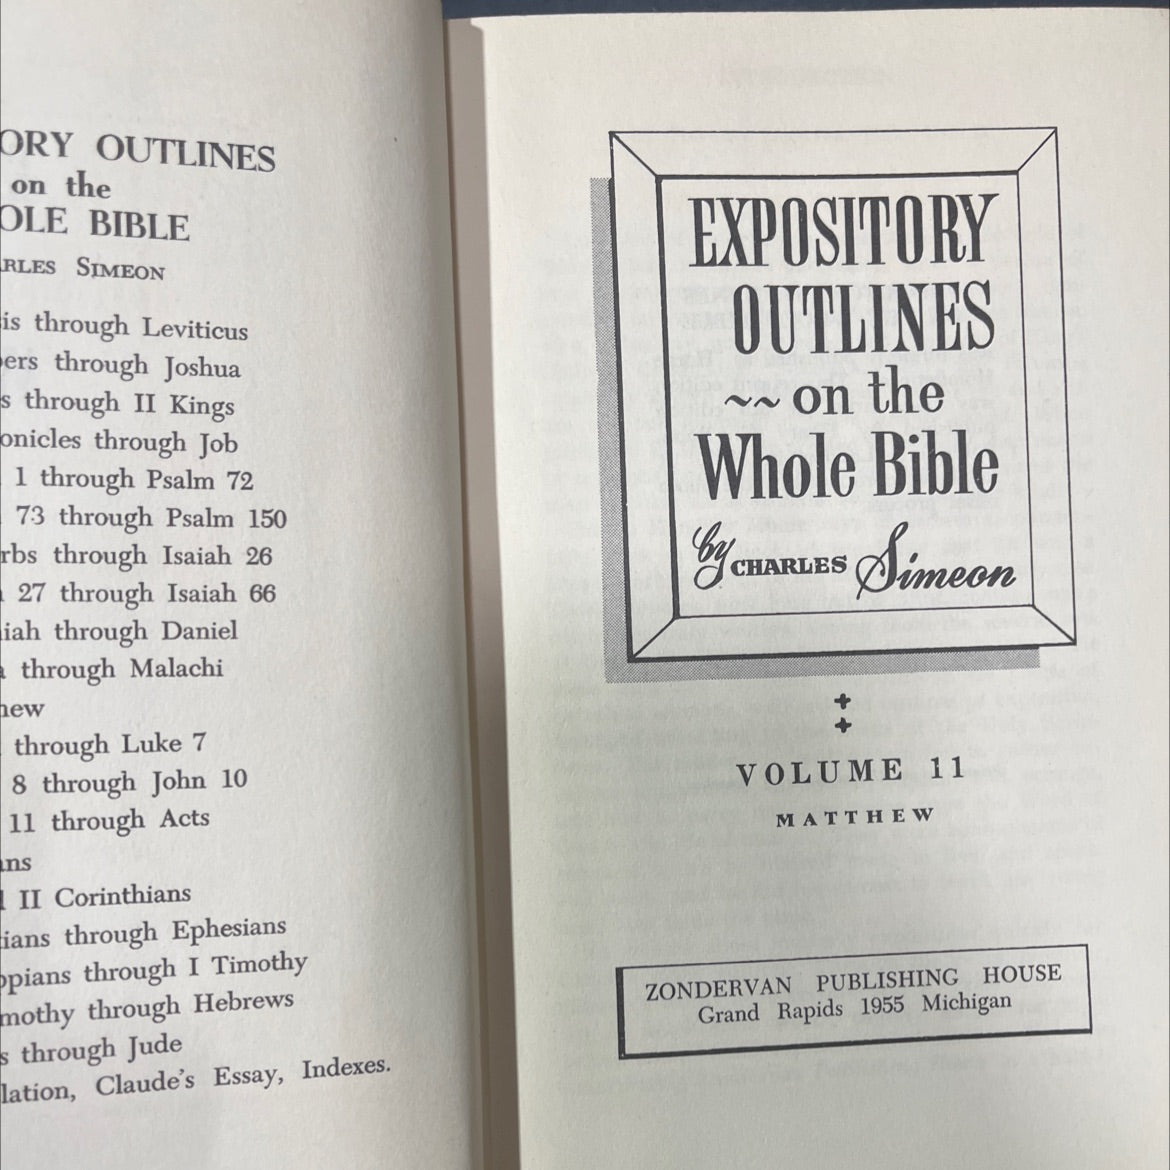 ORY OUTLINES
on the
OLE BIBLE
RLES SIMEON
is through Leviticus
ers through Joshua
s through II Kings
onicles through Job
1 through Psalm 72
73 through Psalm 150
rbs through Isaiah 26
27 through Isaiah 66
iah through Daniel
through Malachi
hew
through Luke 7
8 through John 10
11 through Acts
ans
II Corinthians
ians through Ephesians
ppians through I Timothy
mothy through Hebrews
s through Jude
lation, Claude's Essay, Indexes.
EXPOSITORY
OUTLINES
~~ on the
Whole Bible
by CHARLES Simeon
VOLUME 11
MATTHEW
ZONDERVAN PUBLISHING HOUSE
Grand Rapids 1955 Michigan